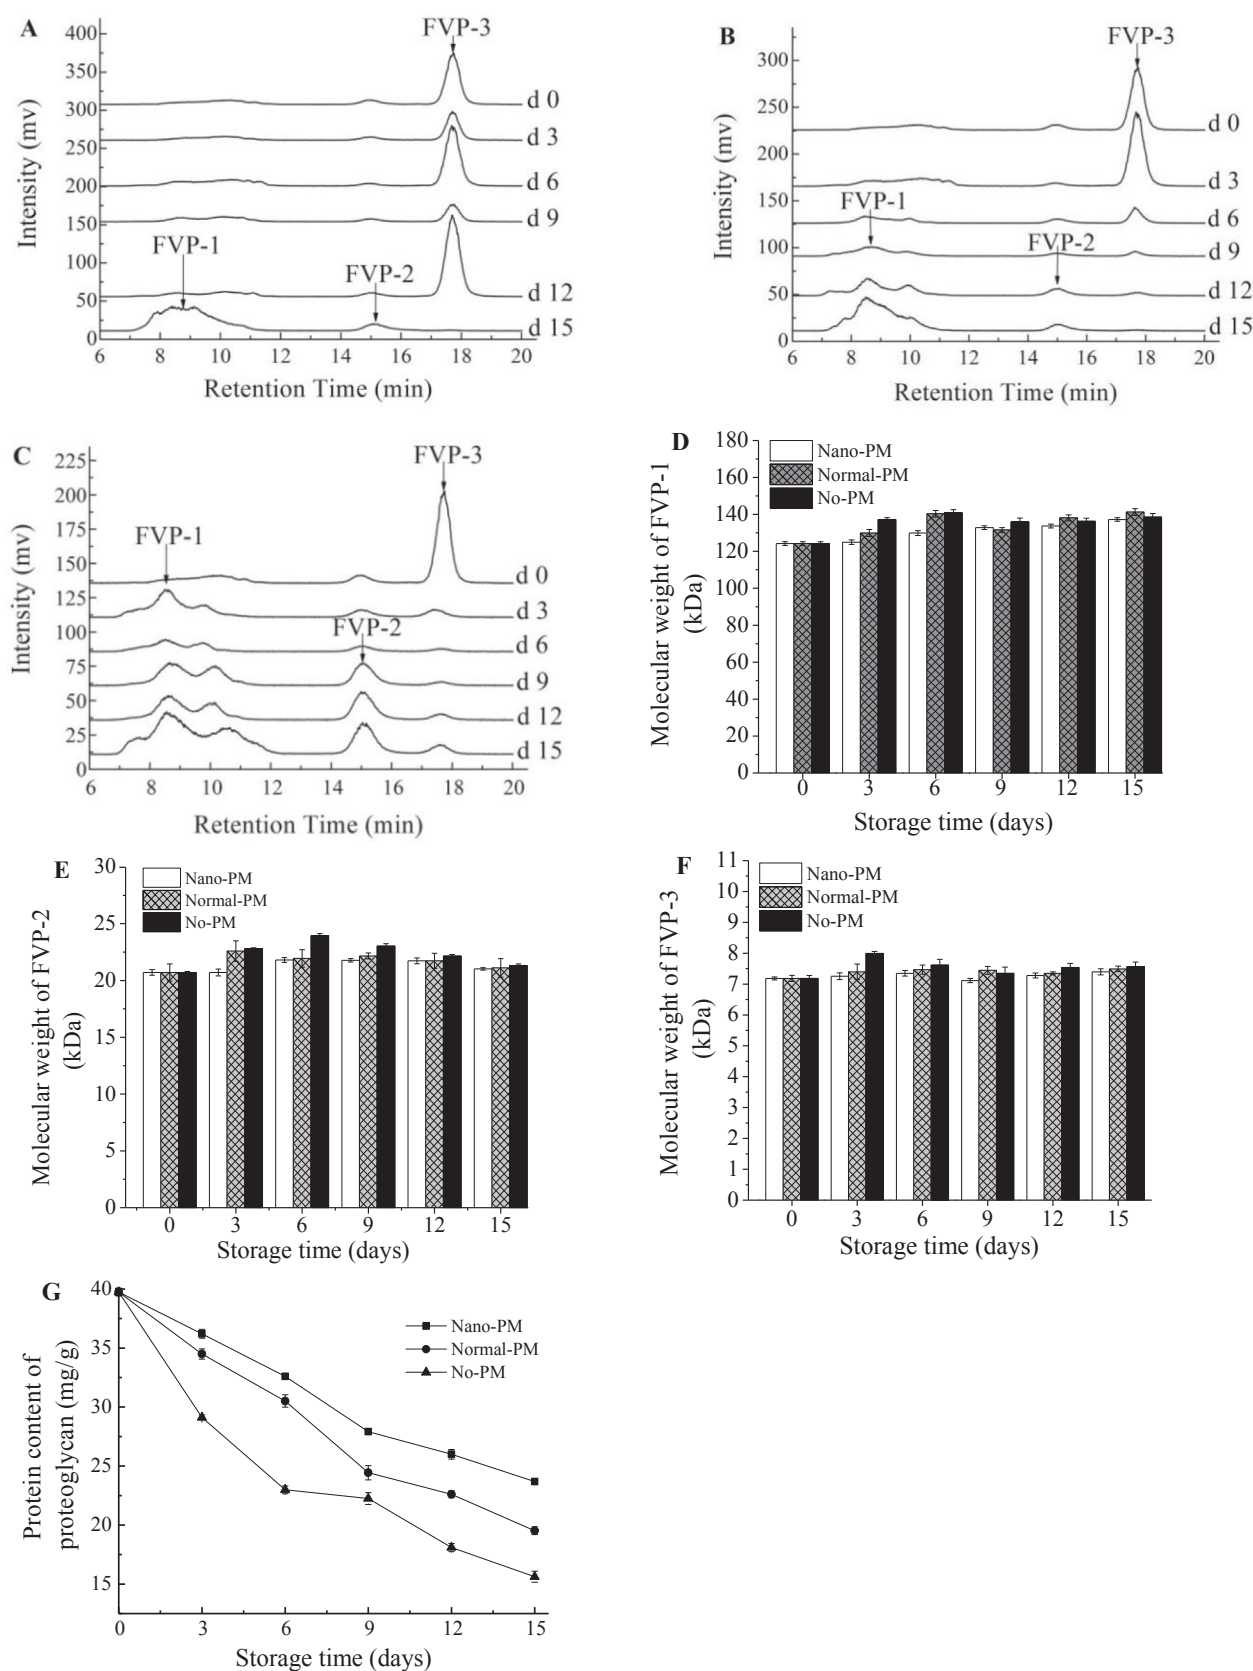 A
FVP-3
400
350
300
250
200
150
100
50
0
Intensity (mv)
d 0
d 3
d 6
d 9
d 12
d 15
FVP-1
FVP-2
6 8 10 12 14 16 18 20
Retention Time (min)
B
FVP-3
300
250
200
150
100
50
0
Intensity (mv)
d 0
d 3
d 6
d 9
d 12
d 15
FVP-1
FVP-2
6 8 10 12 14 16 18 20
Retention Time (min)
C
FVP-3
225
200
175
150
125
100
75
50
25
0
Intensity (mv)
FVP-1
FVP-2
d 0
d 3
d 6
d 9
d 12
d 15
6 8 10 12 14 16 18 20
Retention Time (min)
D
180
160
140
120
100
80
60
40
20
0
Molecular weight of FVP-1
(kDa)
Nano-PM
Normal-PM
No-PM
0 3 6 9 12 15
Storage time (days)
E
30
25
20
15
10
5
0
Molecular weight of FVP-2
(kDa)
Nano-PM
Normal-PM
No-PM
0 3 6 9 12 15
Storage time (days)
F
11
10
9
8
7
6
5
4
3
2
1
0
Molecular weight of FVP-3
(kDa)
Nano-PM
Normal-PM
No-PM
0 3 6 9 12 15
Storage time (days)
G
40
35
30
25
20
15
Protein content of
proteoglycan (mg/g)
Nano-PM
Normal-PM
No-PM
0 3 6 9 12 15
Storage time (days)